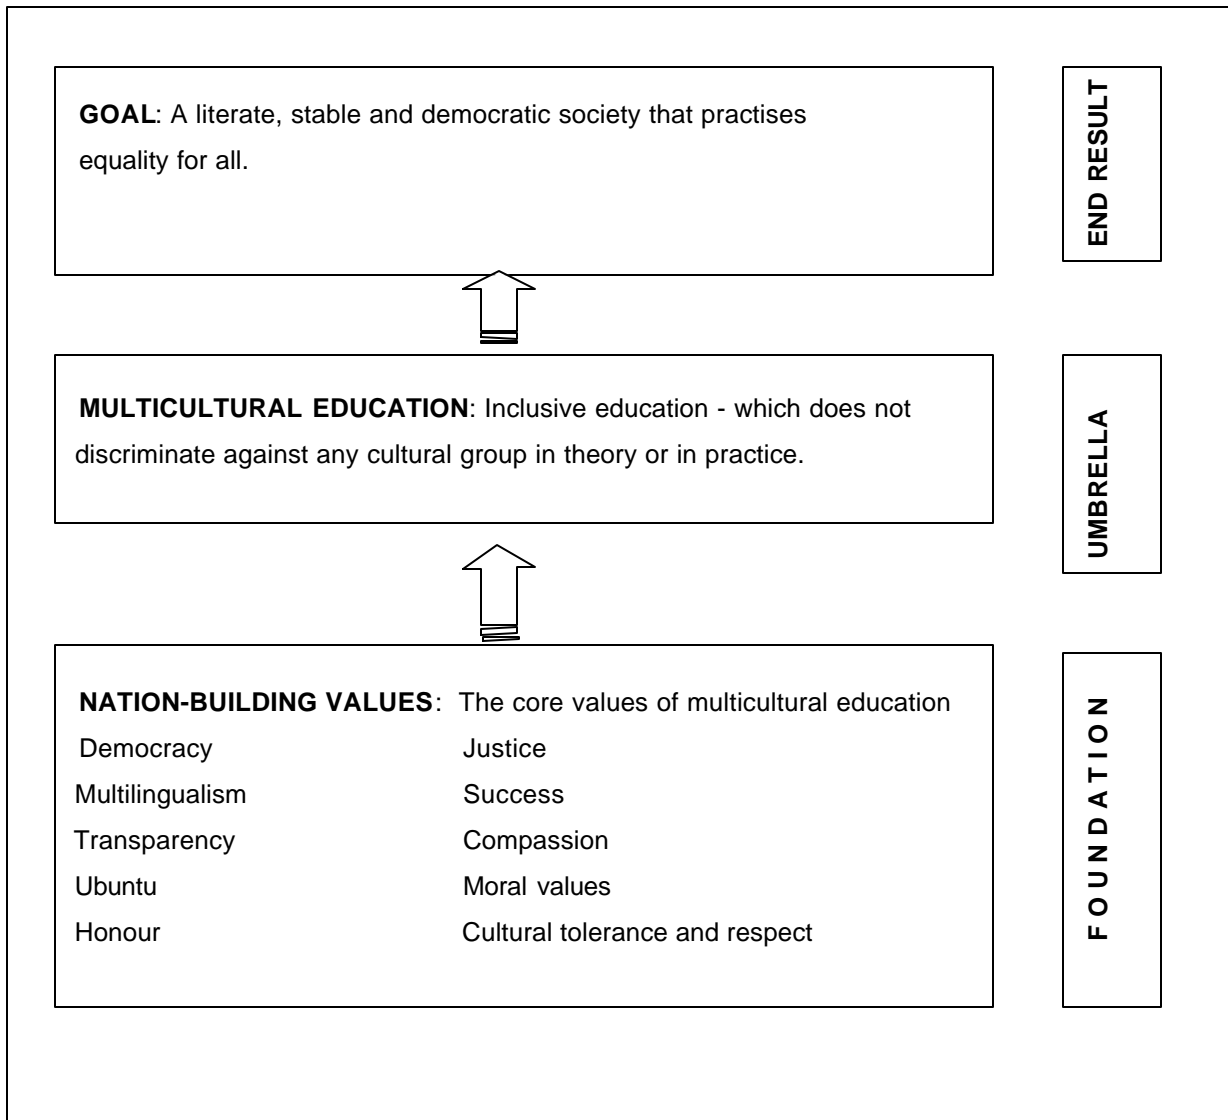 GOAL: A literate, stable and democratic society that practises
equality for all.
END RESULT
MULTICULTURAL EDUCATION: Inclusive education - which does not
discriminate against any cultural group in theory or in practice.
UMBRELLA
NATION-BUILDING VALUES: The core values of multicultural education
Democracy Justice
Multilingualism Success
Transparency Compassion
Ubuntu Moral values
Honour Cultural tolerance and respect
FOUNDATION